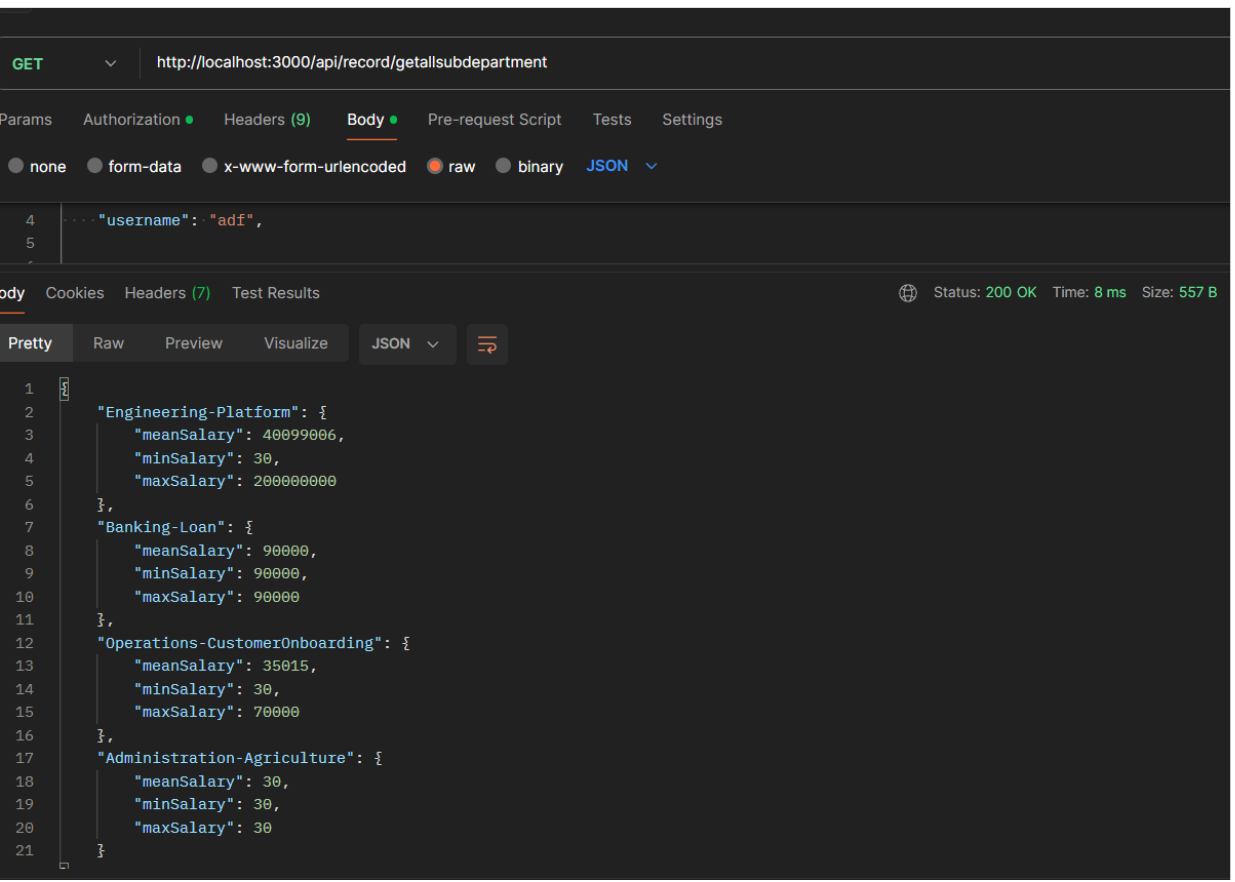 GET http://localhost:3000/api/record/getallsubdepartment
Params Authorization Headers (9) Body Pre-request Script Tests Settings
none form-data x-www-form-urlencoded raw binary JSON
4 "username": "adf",
5
ody Cookies Headers (7) Test Results Status: 200 OK Time: 8 ms Size: 557 B
Pretty Raw Preview Visualize JSON
1 {
2 "Engineering-Platform": {
3 "meanSalary": 40099006,
4 "minSalary": 30,
5 "maxSalary": 200000000
6 },
7 "Banking-Loan": {
8 "meanSalary": 90000,
9 "minSalary": 90000,
10 "maxSalary": 90000
11 },
12 "Operations-CustomerOnboarding": {
13 "meanSalary": 35015,
14 "minSalary": 30,
15 "maxSalary": 70000
16 },
17 "Administration-Agriculture": {
18 "meanSalary": 30,
19 "minSalary": 30,
20 "maxSalary": 30
21 }